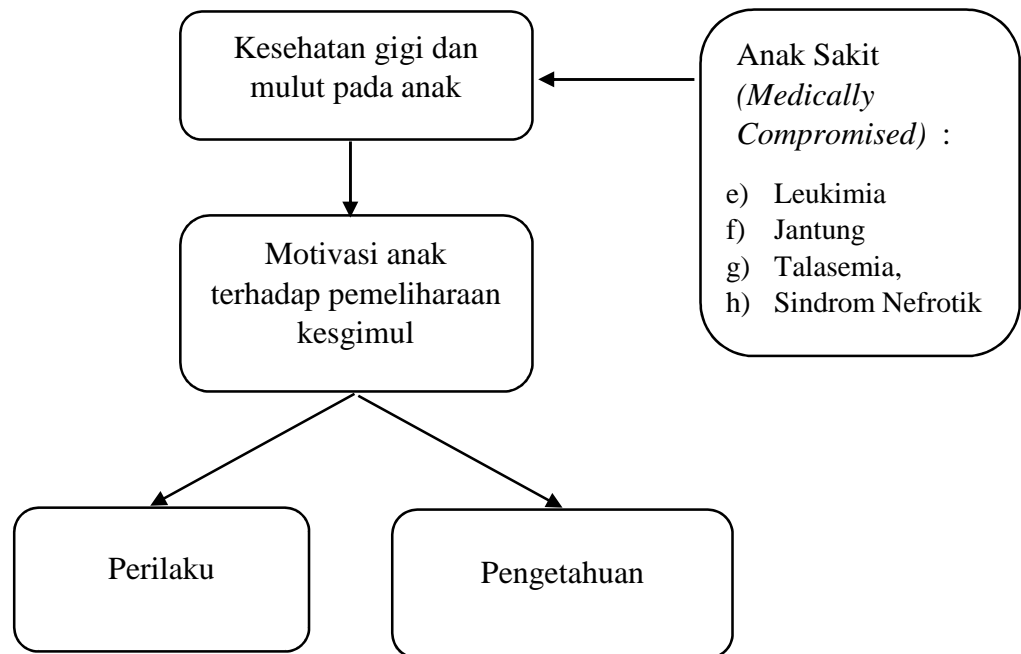 Kesehatan gigi dan
mulut pada anak
Anak Sakit
(Medically
Compromised) :
e) Leukimia
f) Jantung
g) Talasemia,
h) Sindrom Nefrotik
Motivasi anak
terhadap pemeliharaan
kesgimul
Perilaku
Pengetahuan